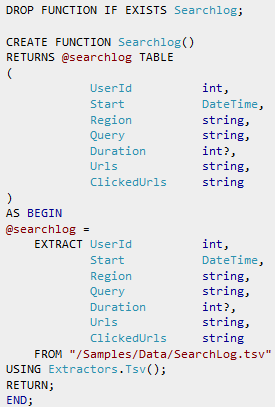 DROP FUNCTION IF EXISTS Searchlog;

CREATE FUNCTION Searchlog()
RETURNS @searchlog TABLE
(
            UserId            int,
            Start             DateTime,
            Region            string,
            Query             string,
            Duration          int?,
            Urls              string,
            ClickedUrls       string
)
AS BEGIN
@searchlog =
    EXTRACT UserId            int,
            Start             DateTime,
            Region            string,
            Query             string,
            Duration          int?,
            Urls              string,
            ClickedUrls       string
    FROM "/Samples/Data/SearchLog.tsv"
USING Extractors.Tsv();
RETURN;
END;